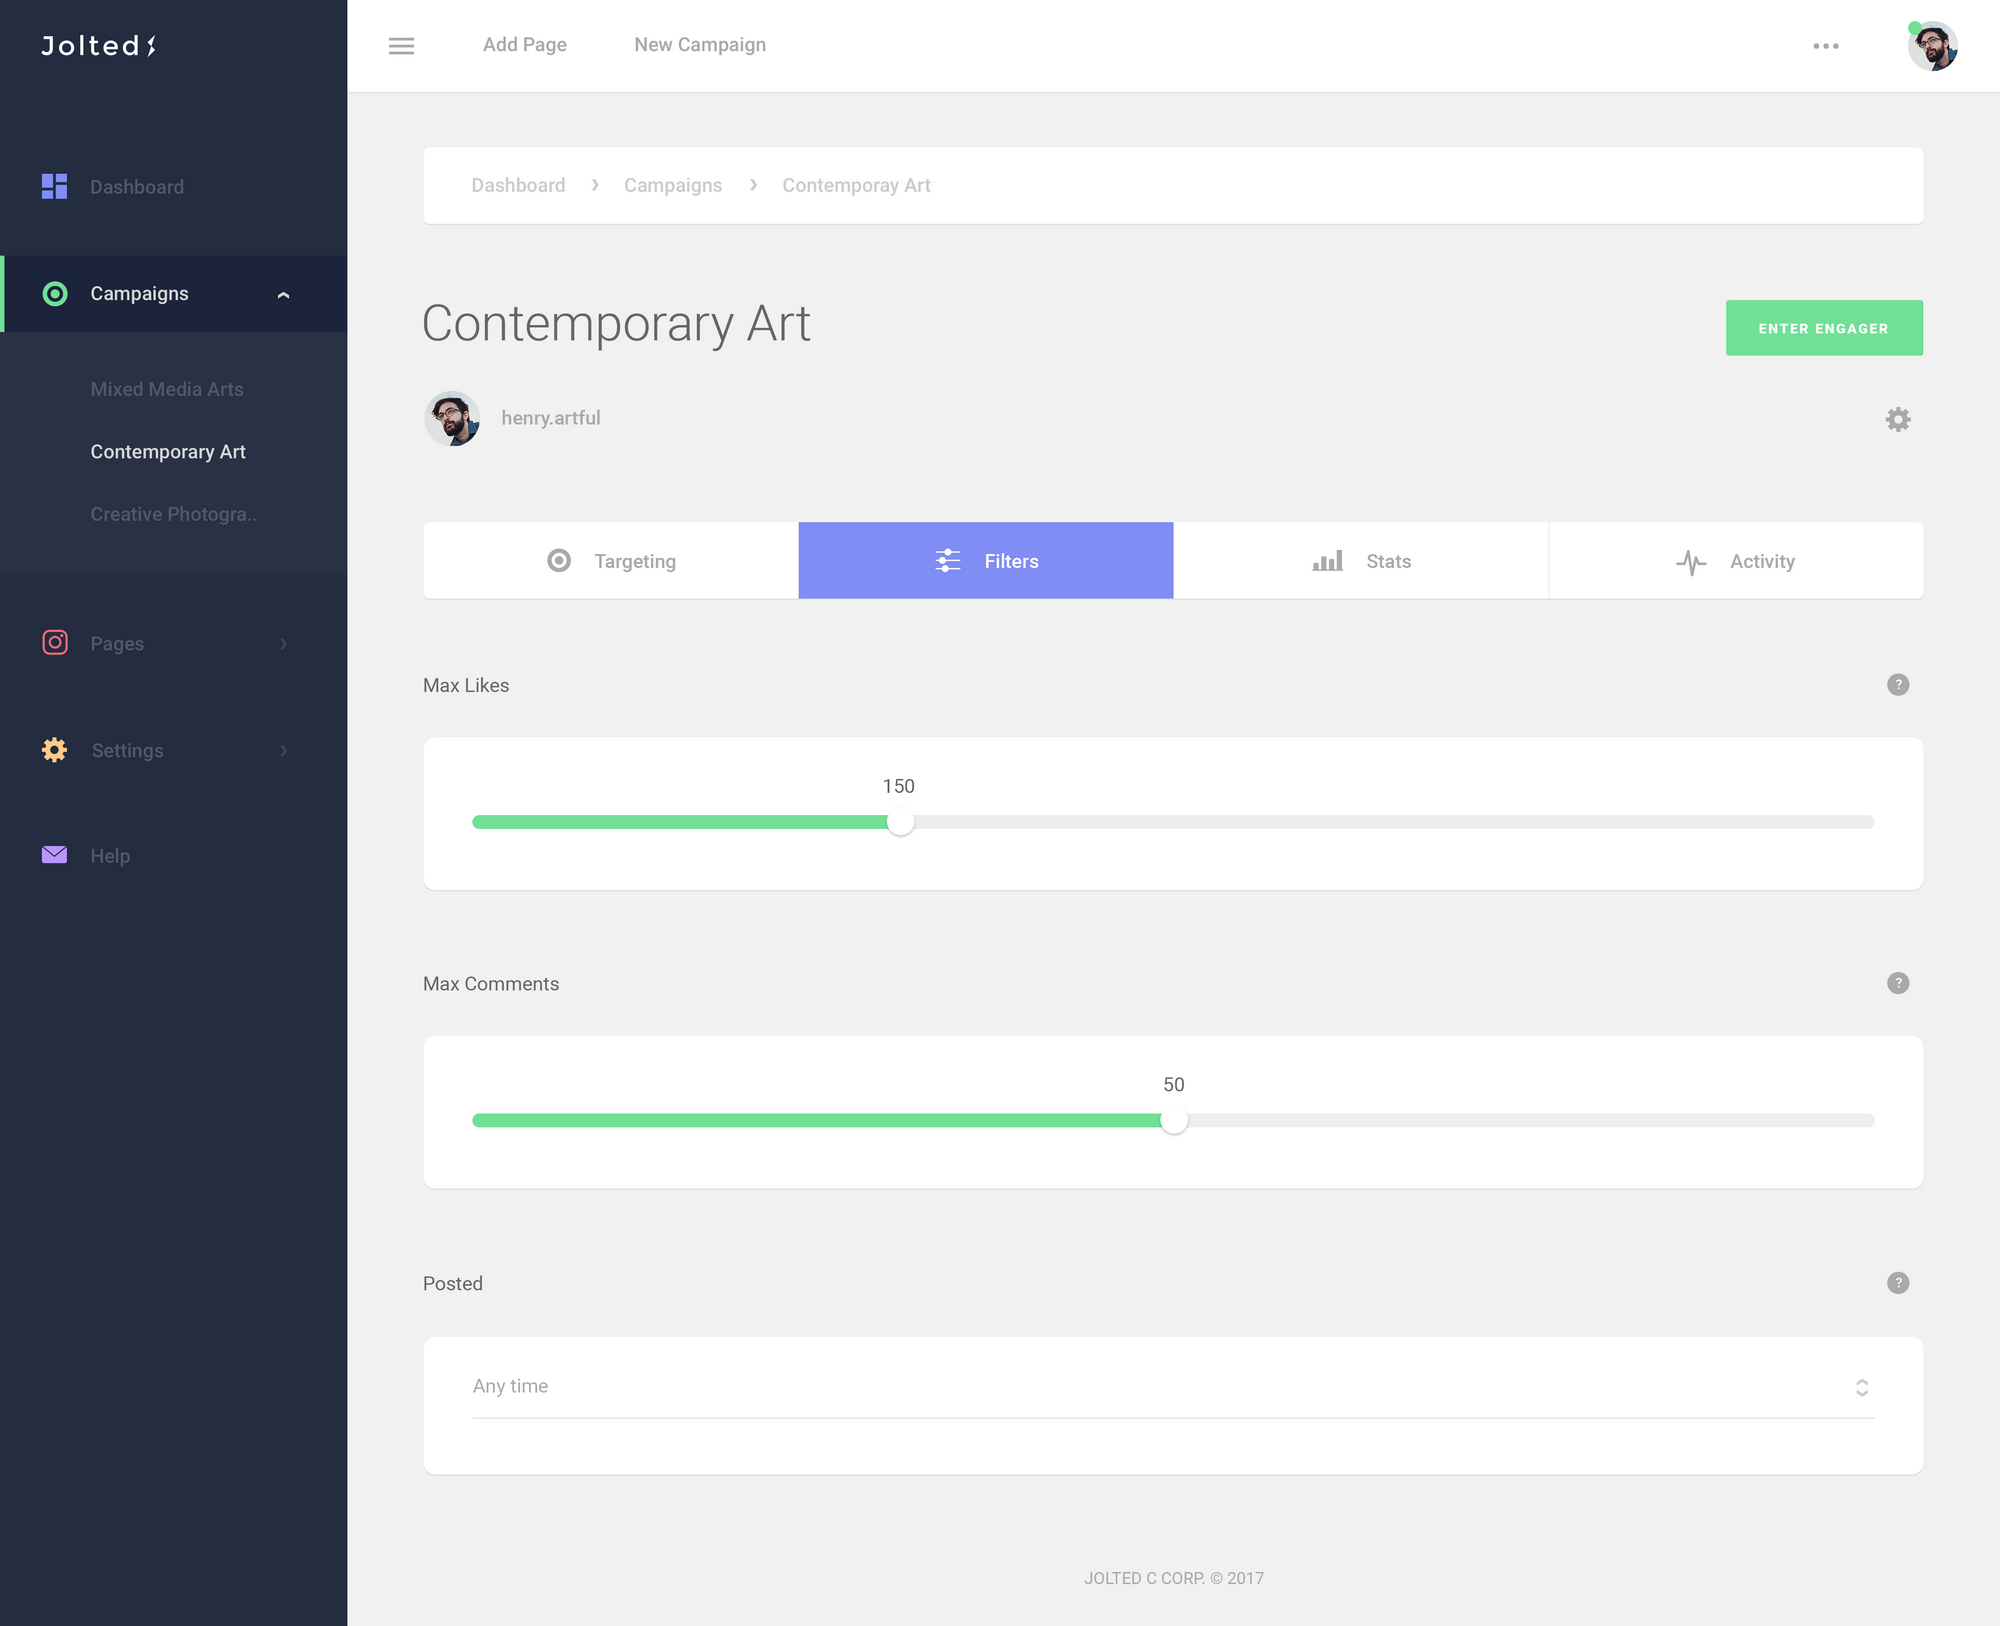 Jolted
Add Page
New Campaign
Dashboard
Campaigns
Mixed Media Arts
Contemporary Art
Creative Photogra..
Pages
Settings
Help
Dashboard › Campaigns › Contemporay Art
Contemporary Art
ENTER ENGAGER
henry.artful
Targeting
Filters
Stats
Activity
Max Likes
?
150
Max Comments
?
50
Posted
?
Any time
JOLTED C CORP. © 2017